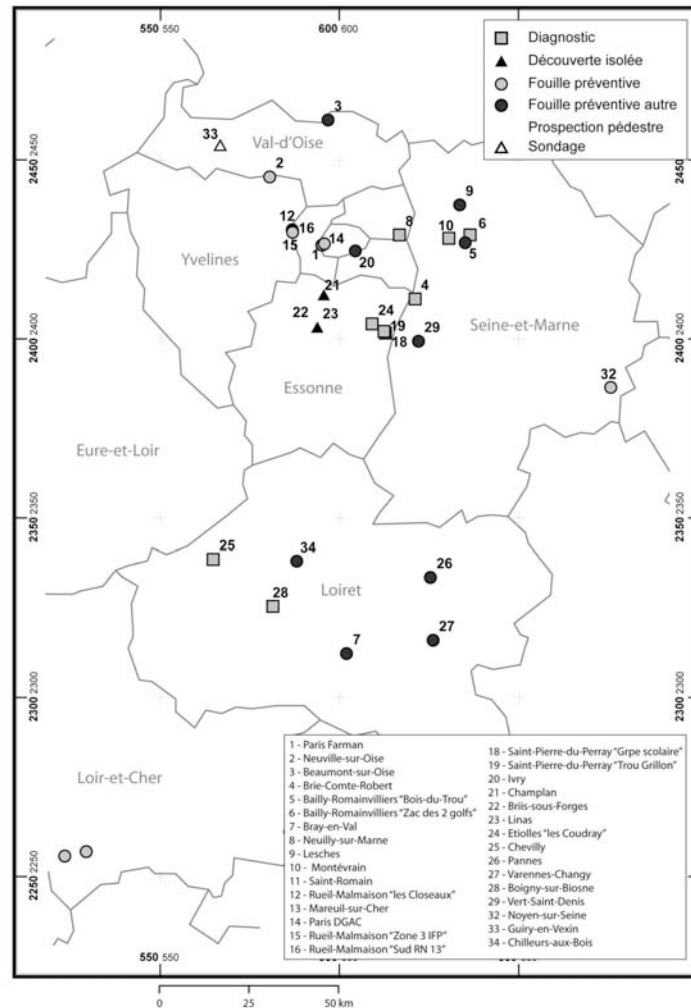 550 550
600 600
Diagnostic
Découverte isolée
Fouille préventive
Fouille préventive autre
Prospection pédestre
Sondage
3
33
Val-d'Oise
2450 2450
2
9
12
16
8
10
6
15
14
1
5
Yvelines
20
21
4
22
23
24
19
29
Seine-et-Marne
2400 2400
18
32
Essonne
Eure-et-Loir
2350 2350
25
34
26
28
Loiret
27
7
2300 2300
1 - Paris Farman
2 - Neuville-sur-Oise
3 - Beaumont-sur-Oise
4 - Brie-Comte-Robert
5 - Bailly-Romainvilliers "Bois-du-Trou"
6 - Bailly-Romainvilliers "Zac des 2 golfs"
7 - Bray-en-Val
8 - Neuilly-sur-Marne
9 - Lesches
10 - Montévrain
11 - Saint-Romain
12 - Rueil-Malmaison "les Closeaux"
13 - Mareuil-sur-Cher
14 - Paris DGAC
15 - Rueil-Malmaison "Zone 3 IFP"
16 - Rueil-Malmaison "Sud RN 13"
18 - Saint-Pierre-du-Perray "Grpe scolaire"
19 - Saint-Pierre-du-Perray "Trou Grillon"
20 - Ivry
21 - Champlan
22 - Briis-sous-Forges
23 - Linas
24 - Etiolles "les Coudray"
25 - Chevilly
26 - Pannes
27 - Varennes-Changy
28 - Boigny-sur-Biosne
29 - Vert-Saint-Denis
32 - Noyen-sur-Seine
33 - Guiry-en-Vexin
34 - Chilleurs-aux-Bois
Loir-et-Cher
2250 2250
550 550
600 600
0 25 50 km